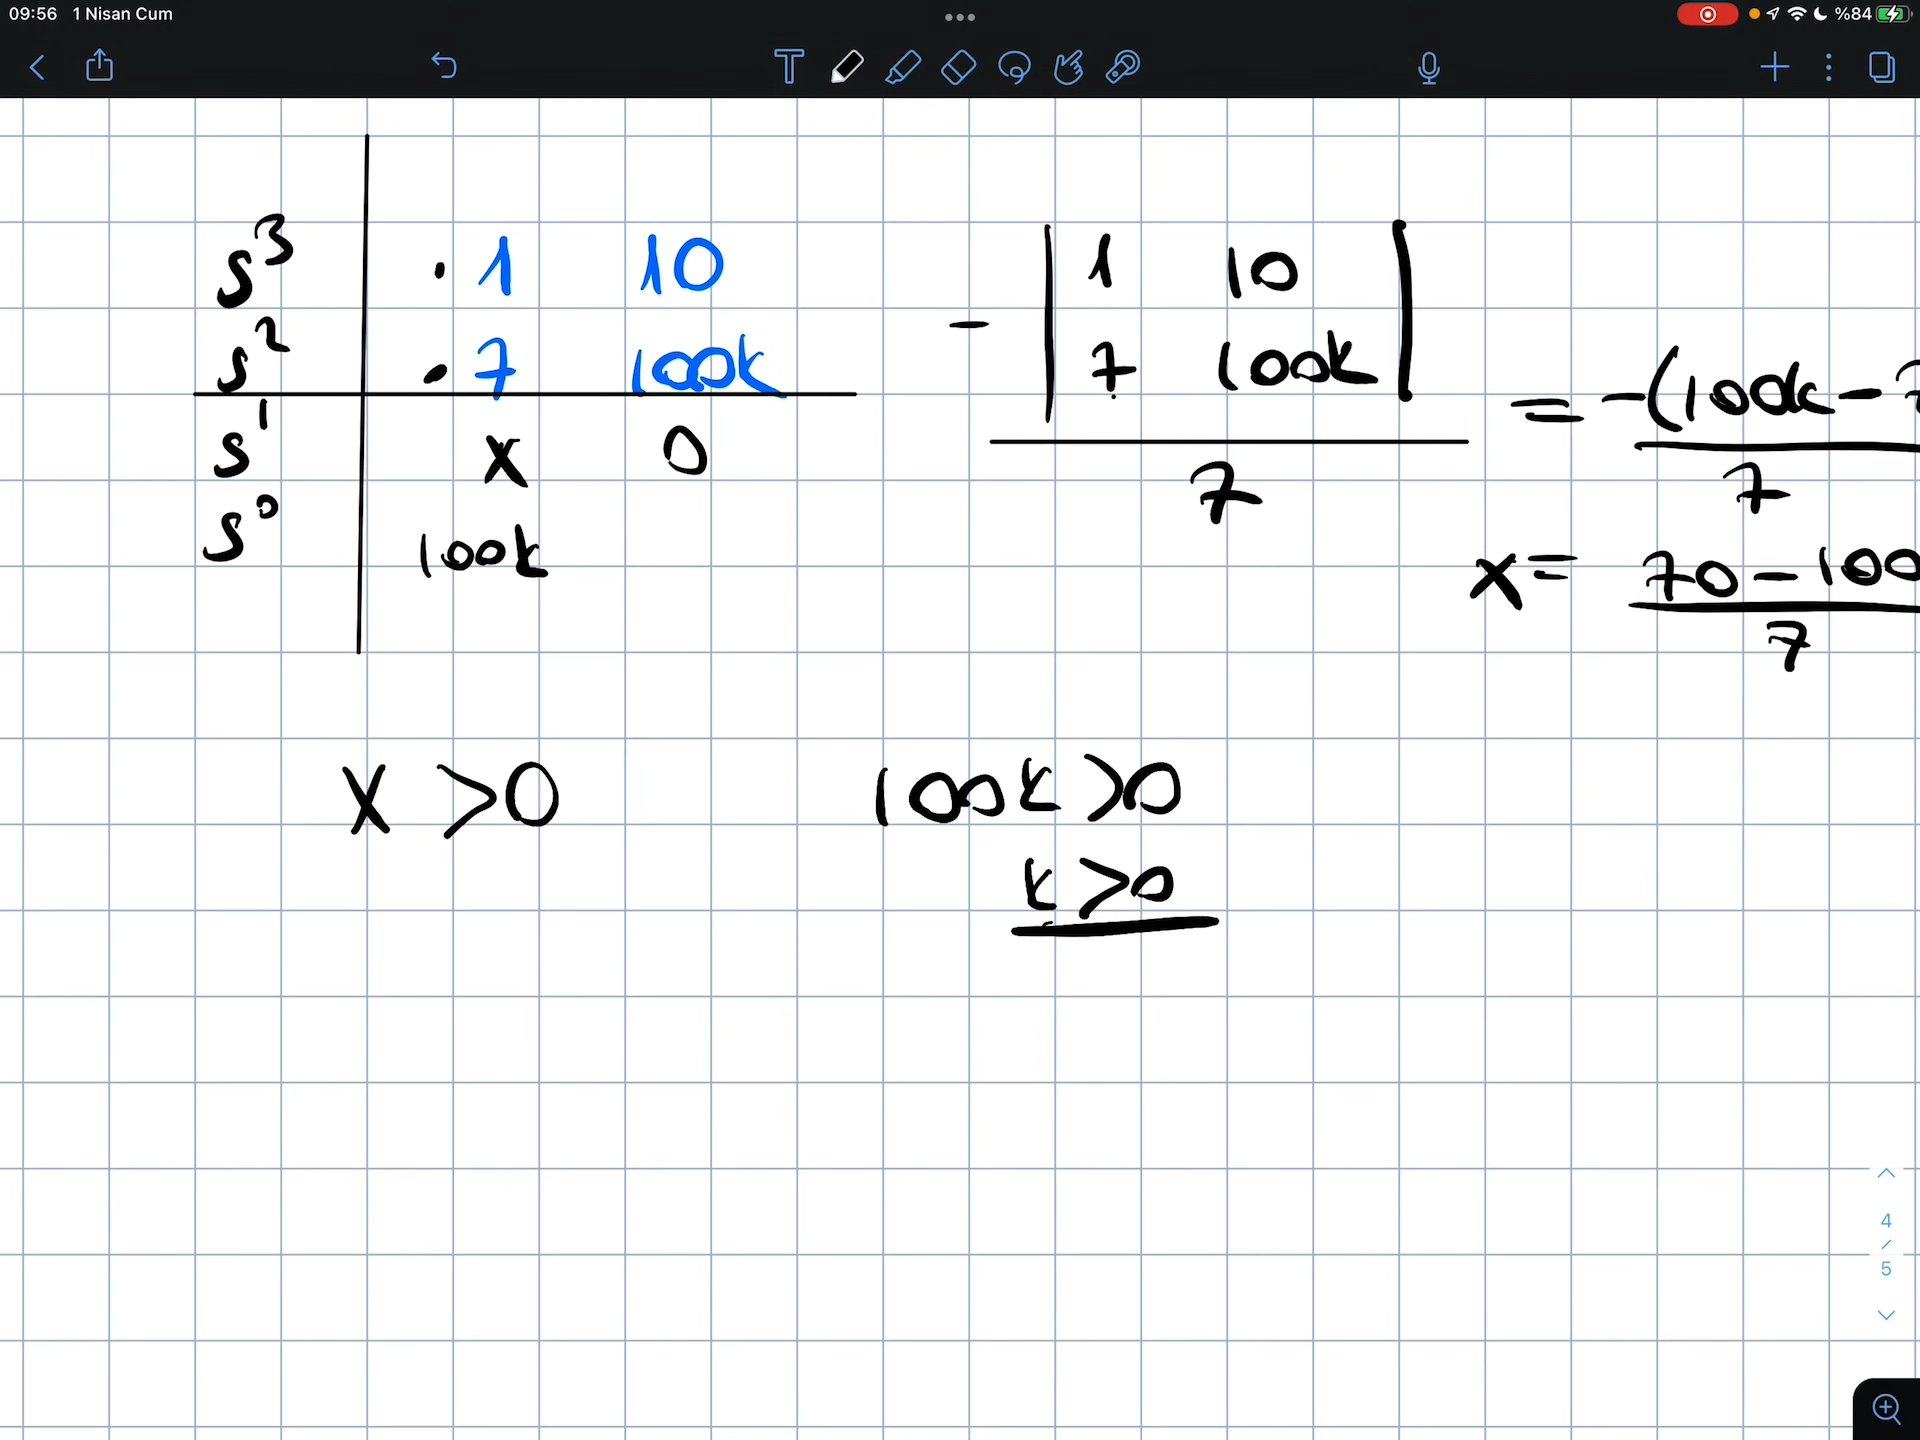 09:56 1 Nisan Cum
%84
s³ · 1 10
s² · 7 100k
s¹ x 0
s⁰ 100k
- | 1 10 |
| 7 100k |
7
= -(100k - 7
7
x = 70 - 100
7
x > 0
100k > 0
k > 0
4
/
5